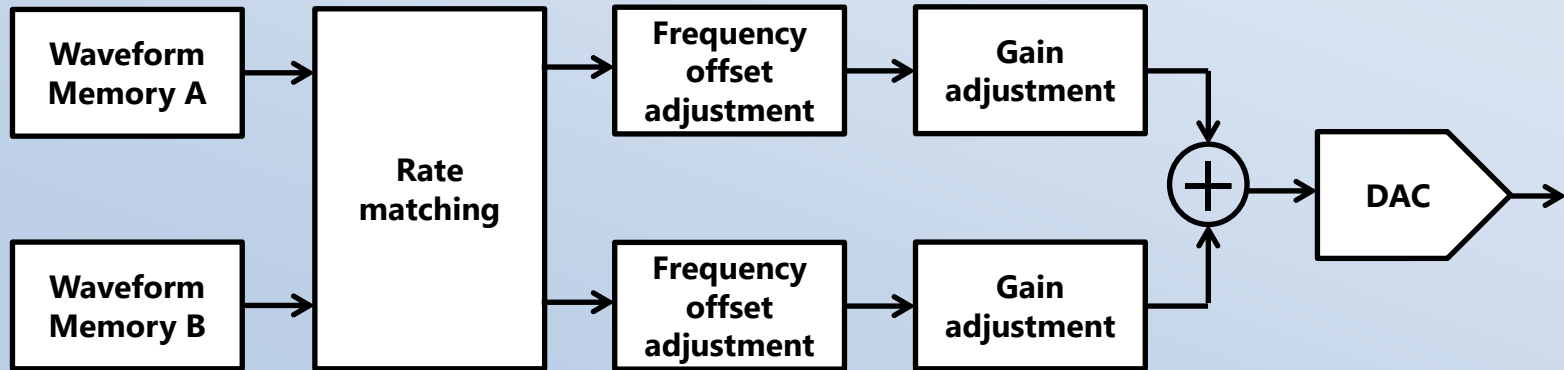 Waveform
Memory A
Rate
matching
Frequency
offset
adjustment
Gain
adjustment
DAC
Waveform
Memory B
Frequency
offset
adjustment
Gain
adjustment